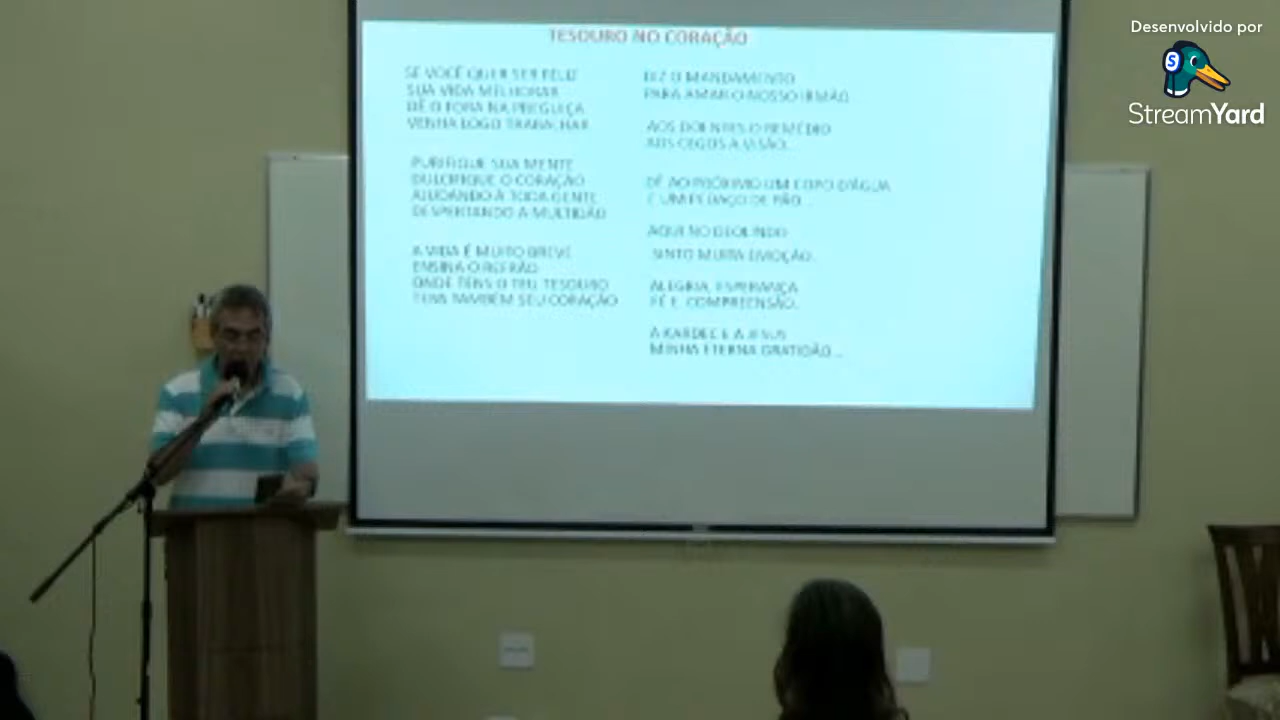 TESOURO NO CORAÇÃO
SE VOCÊ QUER SER FELIZ
SUA VIDA MELHORAR
DÊ O FORA NA PREGUIÇA
VENHA LOGO TRABALHAR
PURIFIQUE SUA MENTE
DULCIFIQUE O CORAÇÃO
AJUDANDO À TODA GENTE
DESPERTANDO A MULTIDÃO
A VIDA É MUITO BREVE
ENSINA O REFRÃO
ONDE TENS O TEU TESOURO
TEM TAMBÉM SEU CORAÇÃO
DIZ O MANDAMENTO
PARA AMAR O NOSSO IRMÃO
AOS DOENTES O REMÉDIO
AOS CEGOS A VISÃO...
DÊ AO PRÓXIMO UM COPO D'ÁGUA
E UM PEDAÇO DE PÃO...
AQUI NO DEOLINDO
SINTO MUITA EMOÇÃO.
ALEGRIA, ESPERANÇA
FÉ E COMPREENSÃO.
A KARDEC E A JESUS
MINHA ETERNA GRATIDÃO...
Desenvolvido por
S
StreamYard